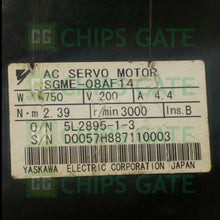 CHIPS GATE
AC SERVO MOTOR
SGME-08AF14
W 750 V 200 A 4.4
N·m 2.39 r/min 3000 Ins.B
O/N 5L2895-1-3
S/N D0057H887110003
YASKAWA ELECTRIC CORPORATION JAPAN